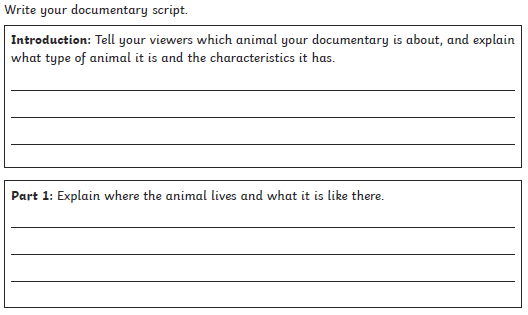 Write your documentary script.
Introduction: Tell your viewers which animal your documentary is about, and explain
what type of animal it is and the characteristics it has.
Part 1: Explain where the animal lives and what it is like there.